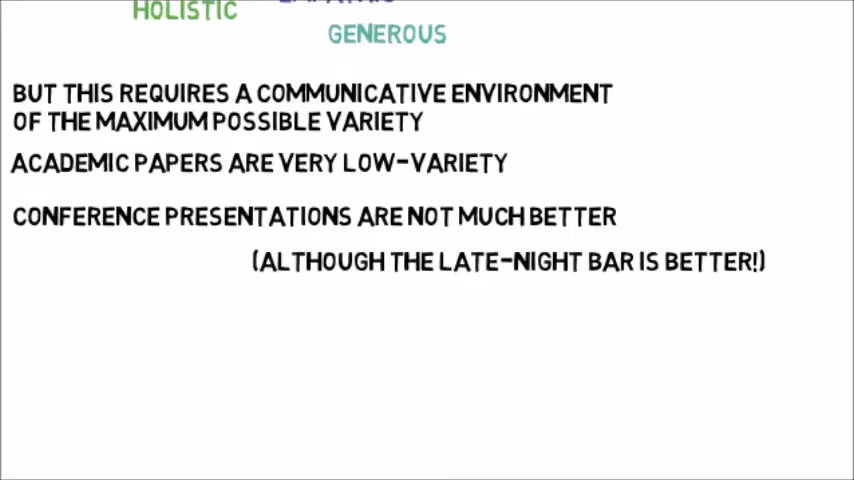 HOLISTIC
GENEROUS
BUT THIS REQUIRES A COMMUNICATIVE ENVIRONMENT
OF THE MAXIMUM POSSIBLE VARIETY
ACADEMIC PAPERS ARE VERY LOW-VARIETY
CONFERENCE PRESENTATIONS ARE NOT MUCH BETTER
(ALTHOUGH THE LATE-NIGHT BAR IS BETTER!)